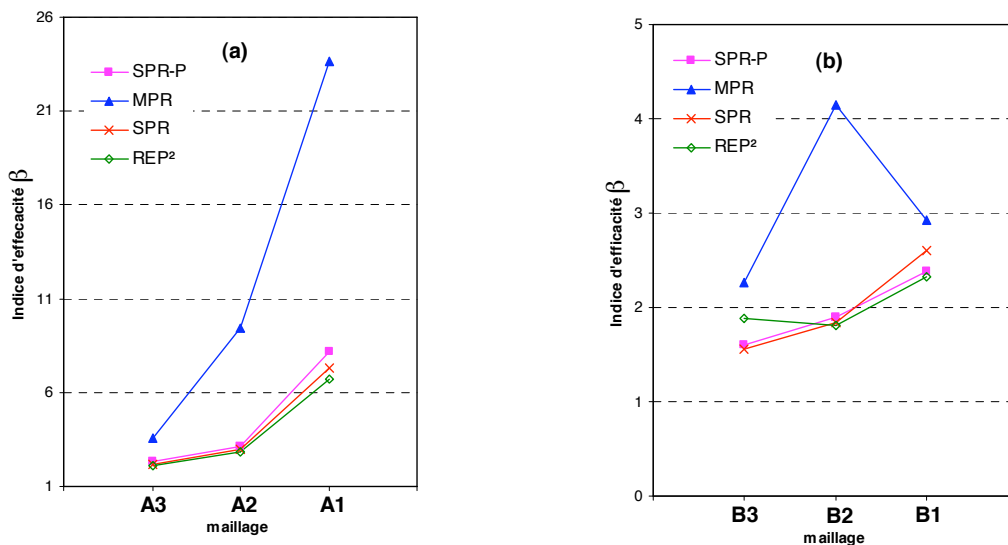 26
21
16
11
6
1
Indice d'effecacité β
(a)
SPR-P
MPR
SPR
REP²
A3 A2 A1
maillage
5
4
3
2
1
0
Indice d'efficacité β
(b)
SPR-P
MPR
SPR
REP²
B3 B2 B1
maillage